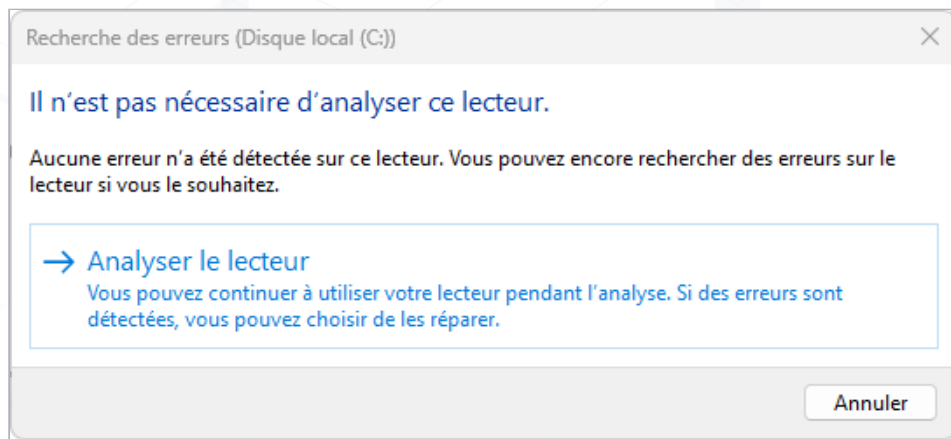 Recherche des erreurs (Disque local (C:))
Il n’est pas nécessaire d’analyser ce lecteur.
Aucune erreur n’a été détectée sur ce lecteur. Vous pouvez encore rechercher des erreurs sur le
lecteur si vous le souhaitez.
Analyser le lecteur
Vous pouvez continuer à utiliser votre lecteur pendant l’analyse. Si des erreurs sont
détectées, vous pouvez choisir de les réparer.
Annuler